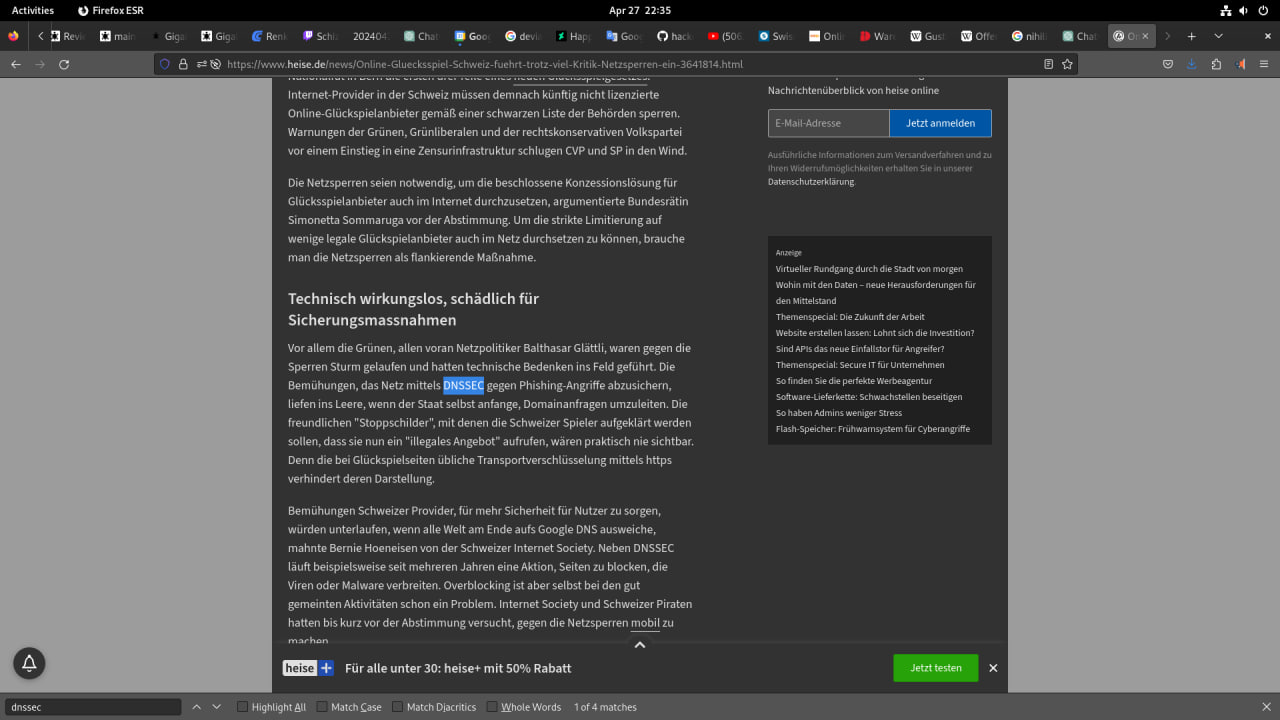 Activities
Firefox ESR
Apr 27 22:35
Revie
main
Giga
Giga
Renk
Schlä
202404.
Chat
Goo
devia
Hap
Goo
hack
(506
Swis
Onlin
Ware
Gust
Offe
nihil
Chat
On
https://www.heise.de/news/Online-Gluecksspiel-Schweiz-fuehrt-trotz-viel-Kritik-Netzsperren-ein-3641814.html
Nationalrat in Bern die ersten drei Teile eines neuen Glücksspielgesetzes.
Internet-Provider in der Schweiz müssen demnach künftig nicht lizenzierte
Online-Glückspielanbieter gemäß einer schwarzen Liste der Behörden sperren.
Warnungen der Grünen, Grünliberalen und der rechtskonservativen Volkspartei
vor einem Einstieg in eine Zensurinfrastruktur schlugen CVP und SP in den Wind.
Die Netzsperren seien notwendig, um die beschlossene Konzessionslösung für
Glücksspielanbieter auch im Internet durchzusetzen, argumentierte Bundesrätin
Simonetta Sommaruga vor der Abstimmung. Um die strikte Limitierung auf
wenige legale Glückspielanbieter auch im Netz durchsetzen zu können, brauche
man die Netzsperren als flankierende Maßnahme.
Technisch wirkungslos, schädlich für
Sicherungsmassnahmen
Vor allem die Grünen, allen voran Netzpolitiker Balthasar Glättli, waren gegen die
Sperren Sturm gelaufen und hatten technische Bedenken ins Feld geführt. Die
Bemühungen, das Netz mittels DNSSEC gegen Phishing-Angriffe abzusichern,
liefen ins Leere, wenn der Staat selbst anfange, Domainanfragen umzuleiten. Die
freundlichen "Stoppschilder", mit denen die Schweizer Spieler aufgeklärt werden
sollen, dass sie nun ein "illegales Angebot" aufrufen, wären praktisch nie sichtbar.
Denn die bei Glückspielseiten übliche Transportverschlüsselung mittels https
verhindert deren Darstellung.
Bemühungen Schweizer Provider, für mehr Sicherheit für Nutzer zu sorgen,
würden unterlaufen, wenn alle Welt am Ende aufs Google DNS ausweiche,
mahnte Bernie Hoeneisen von der Schweizer Internet Society. Neben DNSSEC
läuft beispielsweise seit mehreren Jahren eine Aktion, Seiten zu blocken, die
Viren oder Malware verbreiten. Overblocking ist aber selbst bei den gut
gemeinten Aktivitäten schon ein Problem. Internet Society und Schweizer Piraten
hatten bis kurz vor der Abstimmung versucht, gegen die Netzsperren mobil zu
machen
Nachrichtenüberblick von heise online
E-Mail-Adresse
Jetzt anmelden
Ausführliche Informationen zum Versandverfahren und zu
Ihren Widerrufsmöglichkeiten erhalten Sie in unserer
Datenschutzerklärung.
Anzeige
Virtueller Rundgang durch die Stadt von morgen
Wohin mit den Daten – neue Herausforderungen für
den Mittelstand
Themenspecial: Die Zukunft der Arbeit
Website erstellen lassen: Lohnt sich die Investition?
Sind APIs das neue Einfallstor für Angreifer?
Themenspecial: Secure IT für Unternehmen
So finden Sie die perfekte Werbeagentur
Software-Lieferkette: Schwachstellen beseitigen
So haben Admins weniger Stress
Flash-Speicher: Frühwarnsystem für Cyberangriffe
heise +
Für alle unter 30: heise+ mit 50% Rabatt
Jetzt testen
dnssec
Highlight All
Match Case
Match Diacritics
Whole Words
1 of 4 matches